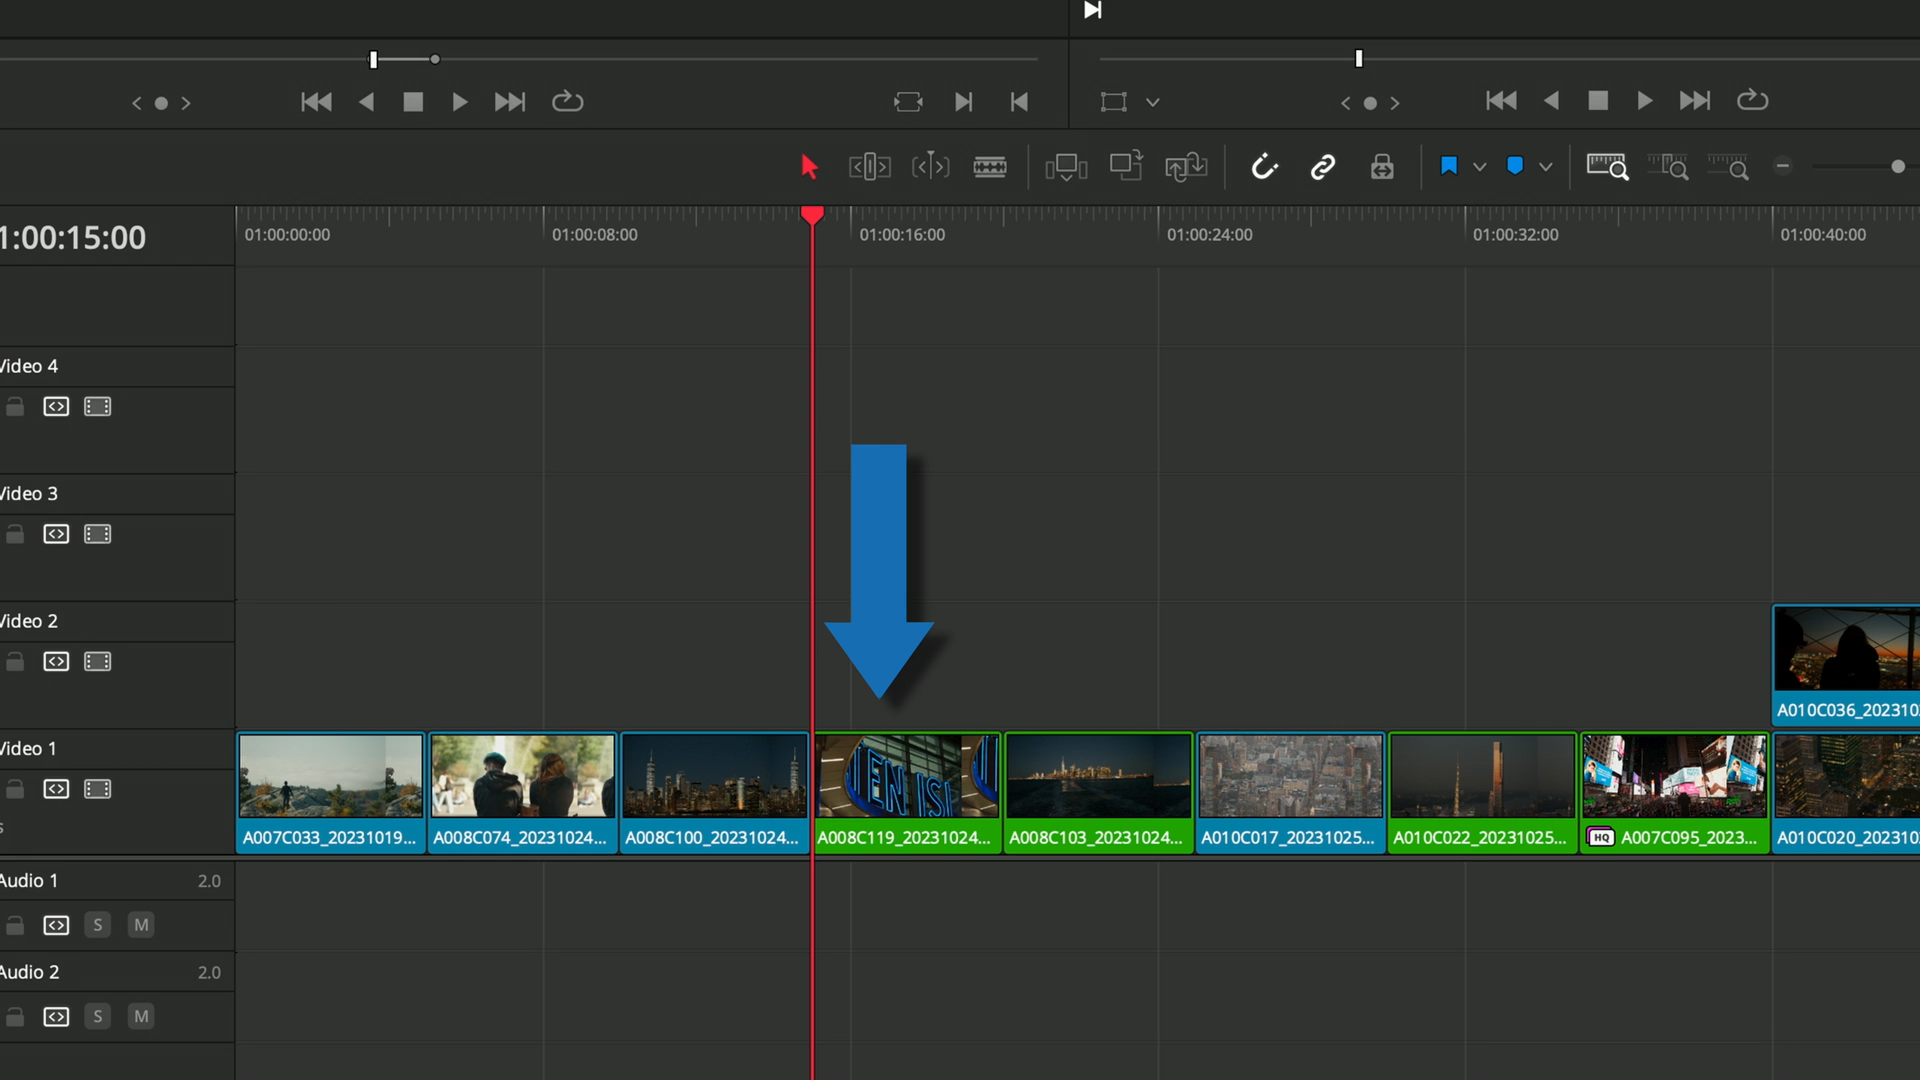 1:00:15:00
01:00:00:00
01:00:08:00
01:00:16:00
01:00:24:00
01:00:32:00
01:00:40:00
Video 4
Video 3
Video 2
A010C036_202310
Video 1
EN ISL
A007C033_20231019...
A008C074_20231024...
A008C100_20231024...
A008C119_20231024...
A008C103_20231024...
A010C017_20231025...
A010C022_20231025...
HQ
A007C095_2023...
A010C020_202310
s
Audio 1
2.0
S
M
Audio 2
2.0
S
M